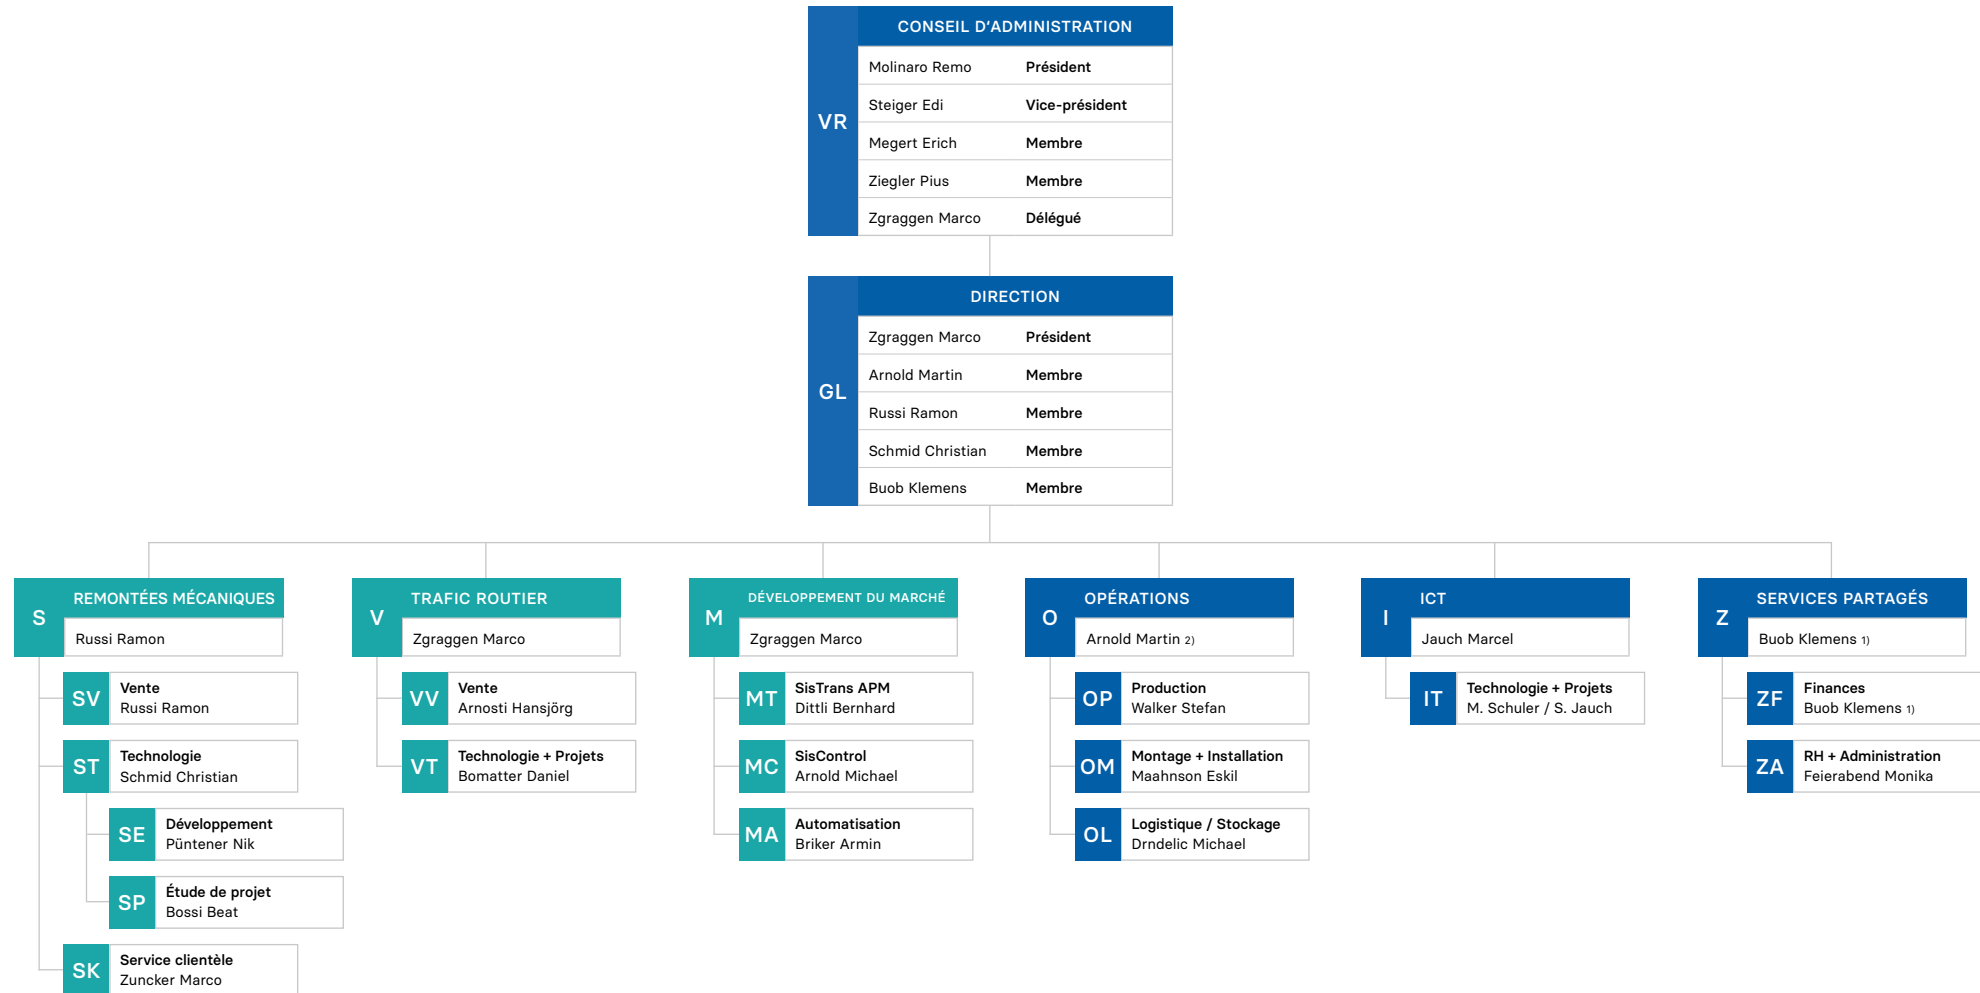 CONSEIL D‘ADMINISTRATION
VR
Molinaro Remo Président
Steiger Edi Vice-président
Megert Erich Membre
Ziegler Pius Membre
Zgraggen Marco Délégué
DIRECTION
GL
Zgraggen Marco Président
Arnold Martin Membre
Russi Ramon Membre
Schmid Christian Membre
Buob Klemens Membre
S
REMONTÉES MÉCANIQUES
Russi Ramon
SV
Vente
Russi Ramon
ST
Technologie
Schmid Christian
SE
Développement
Püntener Nik
SP
Étude de projet
Bossi Beat
SK
Service clientèle
Zuncker Marco
V
TRAFIC ROUTIER
Zgraggen Marco
VV
Vente
Arnosti Hansjörg
VT
Technologie + Projets
Bomatter Daniel
M
DÉVELOPPEMENT DU MARCHÉ
Zgraggen Marco
MT
SisTrans APM
Dittli Bernhard
MC
SisControl
Arnold Michael
MA
Automatisation
Briker Armin
O
OPÉRATIONS
Arnold Martin 2)
OP
Production
Walker Stefan
OM
Montage + Installation
Maahnson Eskil
OL
Logistique / Stockage
Drndelic Michael
I
ICT
Jauch Marcel
IT
Technologie + Projets
M. Schuler / S. Jauch
Z
SERVICES PARTAGÉS
Buob Klemens 1)
ZF
Finances
Buob Klemens 1)
ZA
RH + Administration
Feierabend Monika